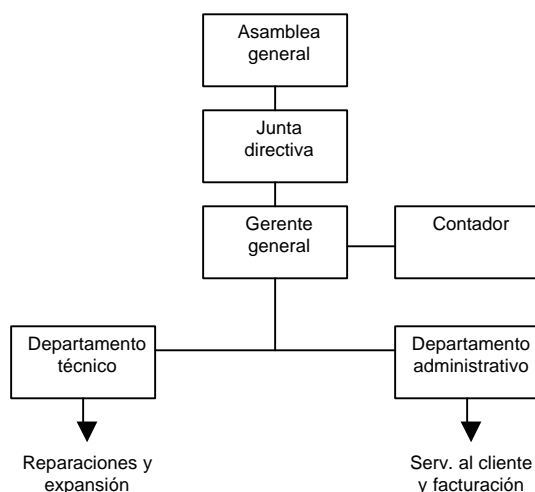 Asamblea
general
Junta
directiva
Gerente
general
Contador
Departamento
técnico
Departamento
administrativo
Reparaciones y
expansión
Serv. al cliente
y facturación